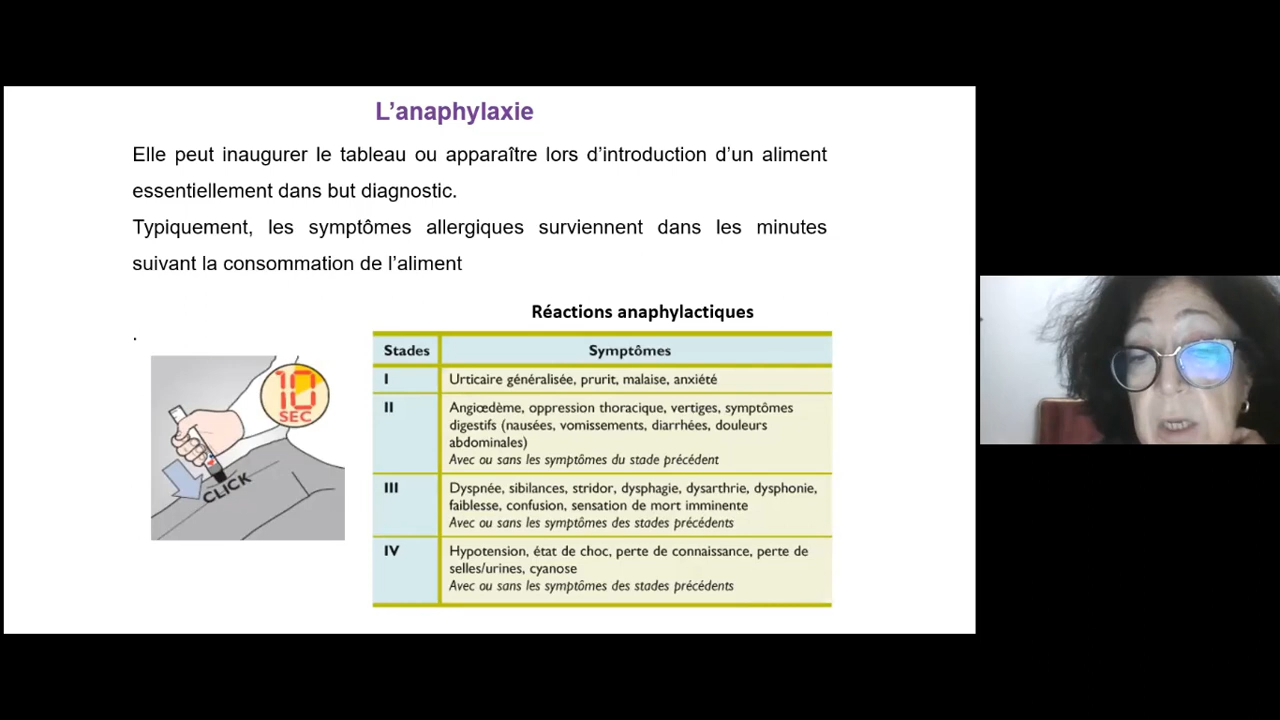 L’anaphylaxie
Elle peut inaugurer le tableau ou apparaître lors d’introduction d’un aliment
essentiellement dans but diagnostic.
Typiquement, les symptômes allergiques surviennent dans les minutes
suivant la consommation de l’aliment
.
10
SEC
CLICK
Réactions anaphylactiques
Stades Symptômes
I Urticaire généralisée, prurit, malaise, anxiété
II Angiœdème, oppression thoracique, vertiges, symptômes
digestifs (nausées, vomissements, diarrhées, douleurs
abdominales)
Avec ou sans les symptômes du stade précédent
III Dyspnée, sibilances, stridor, dysphagie, dysarthrie, dysphonie,
faiblesse, confusion, sensation de mort imminente
Avec ou sans les symptômes des stades précédents
IV Hypotension, état de choc, perte de connaissance, perte de
selles/urines, cyanose
Avec ou sans les symptômes des stades précédents